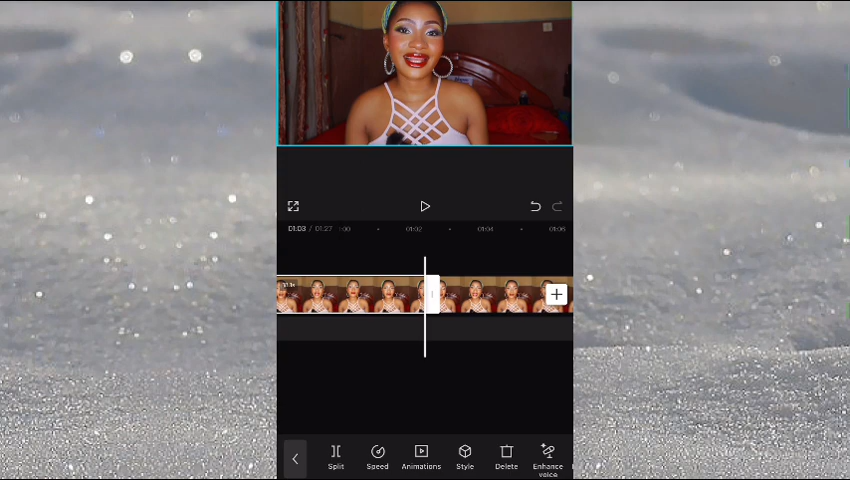 01:03 / 01:27 :00 01:02 01:04 01:06
Split Speed Animations Style Delete Enhance voice